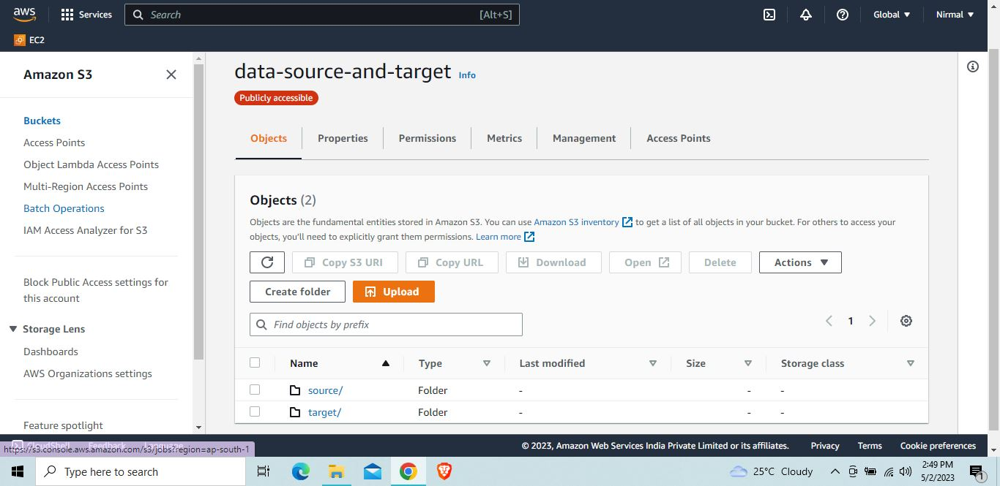 aws
Services
Search
[Alt+S]
Global ▼
Nirmal ▼
EC2
Amazon S3
Buckets
Access Points
Object Lambda Access Points
Multi-Region Access Points
Batch Operations
IAM Access Analyzer for S3
Block Public Access settings for
this account
Storage Lens
Dashboards
AWS Organizations settings
Feature spotlight
data-source-and-target Info
Publicly accessible
Objects
Properties
Permissions
Metrics
Management
Access Points
Objects (2)
Objects are the fundamental entities stored in Amazon S3. You can use Amazon S3 inventory to get a list of all objects in your bucket. For others to access your
objects, you'll need to explicitly grant them permissions. Learn more
Copy S3 URI
Copy URL
Download
Open
Delete
Actions ▼
Create folder
Upload
Find objects by prefix
1
Name Type Last modified Size Storage class
source/ Folder - - -
target/ Folder - - -
CloudShell Feedback Language
https://s3.console.aws.amazon.com/s3/jobs?region=ap-south-1
© 2023, Amazon Web Services India Private Limited or its affiliates. Privacy Terms Cookie preferences
Type here to search
25°C Cloudy
2:49 PM
5/2/2023
1